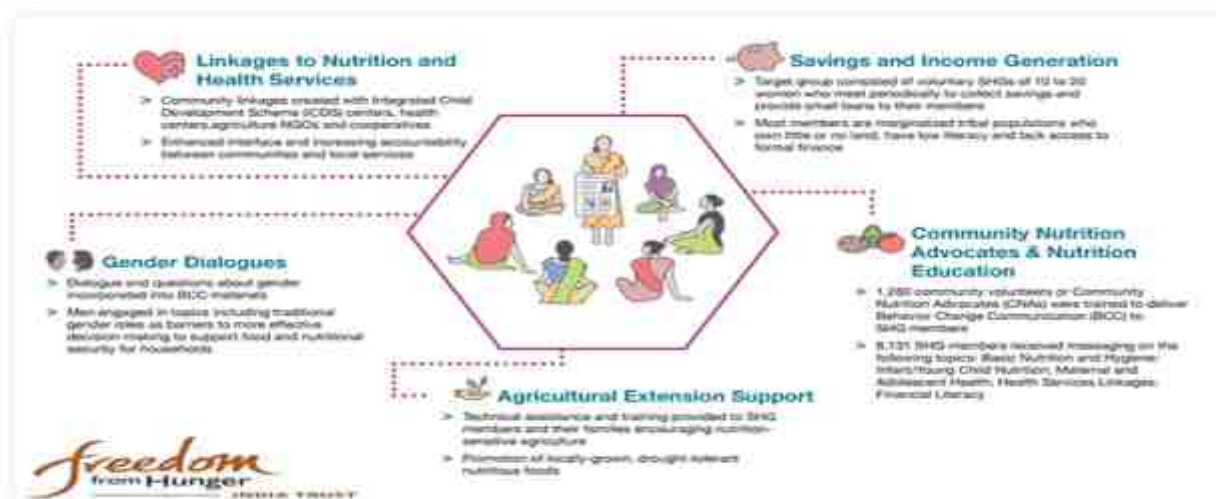 Linkages to Nutrition and
Health Services
➤ Community linkages created with Integrated Child
Development Scheme (ICDS) centers, health
centers,agriculture NGOs and cooperatives
➤ Enhanced interface and increasing accountability
between communities and local services
Savings and Income Generation
➤ Target group consisted of voluntary SHGs of 10 to 20
women who meet periodically to collect savings and
provide small loans to their members
➤ Most members are marginalized tribal populations who
own little or no land, have low literacy and lack access to
formal finance
Gender Dialogues
➤ Dialogue and questions about gender
incorporated into BCC materials
➤ Men engaged in topics including traditional
gender roles as barriers to more effective
decision-making to support food and nutritional
security for households
Community Nutrition
Advocates & Nutrition
Education
➤ community volunteers or Community
Nutrition Advocates (CNAs) were trained to deliver
Behavior Change Communication (BCC) to
SHG members
➤ SHG members received messaging on the
following topics: Basic Nutrition and Hygiene;
Infant/Young Child Nutrition; Maternal and
Adolescent Health; Health Services Linkages;
Financial Literacy
Agricultural Extension Support
➤ Technical assistance and training provided to SHG
members and their families encouraging nutrition-
sensitive agriculture
➤ Promotion of locally-grown, drought-tolerant
nutritious foods
freedom
from Hunger
INDIA TRUST